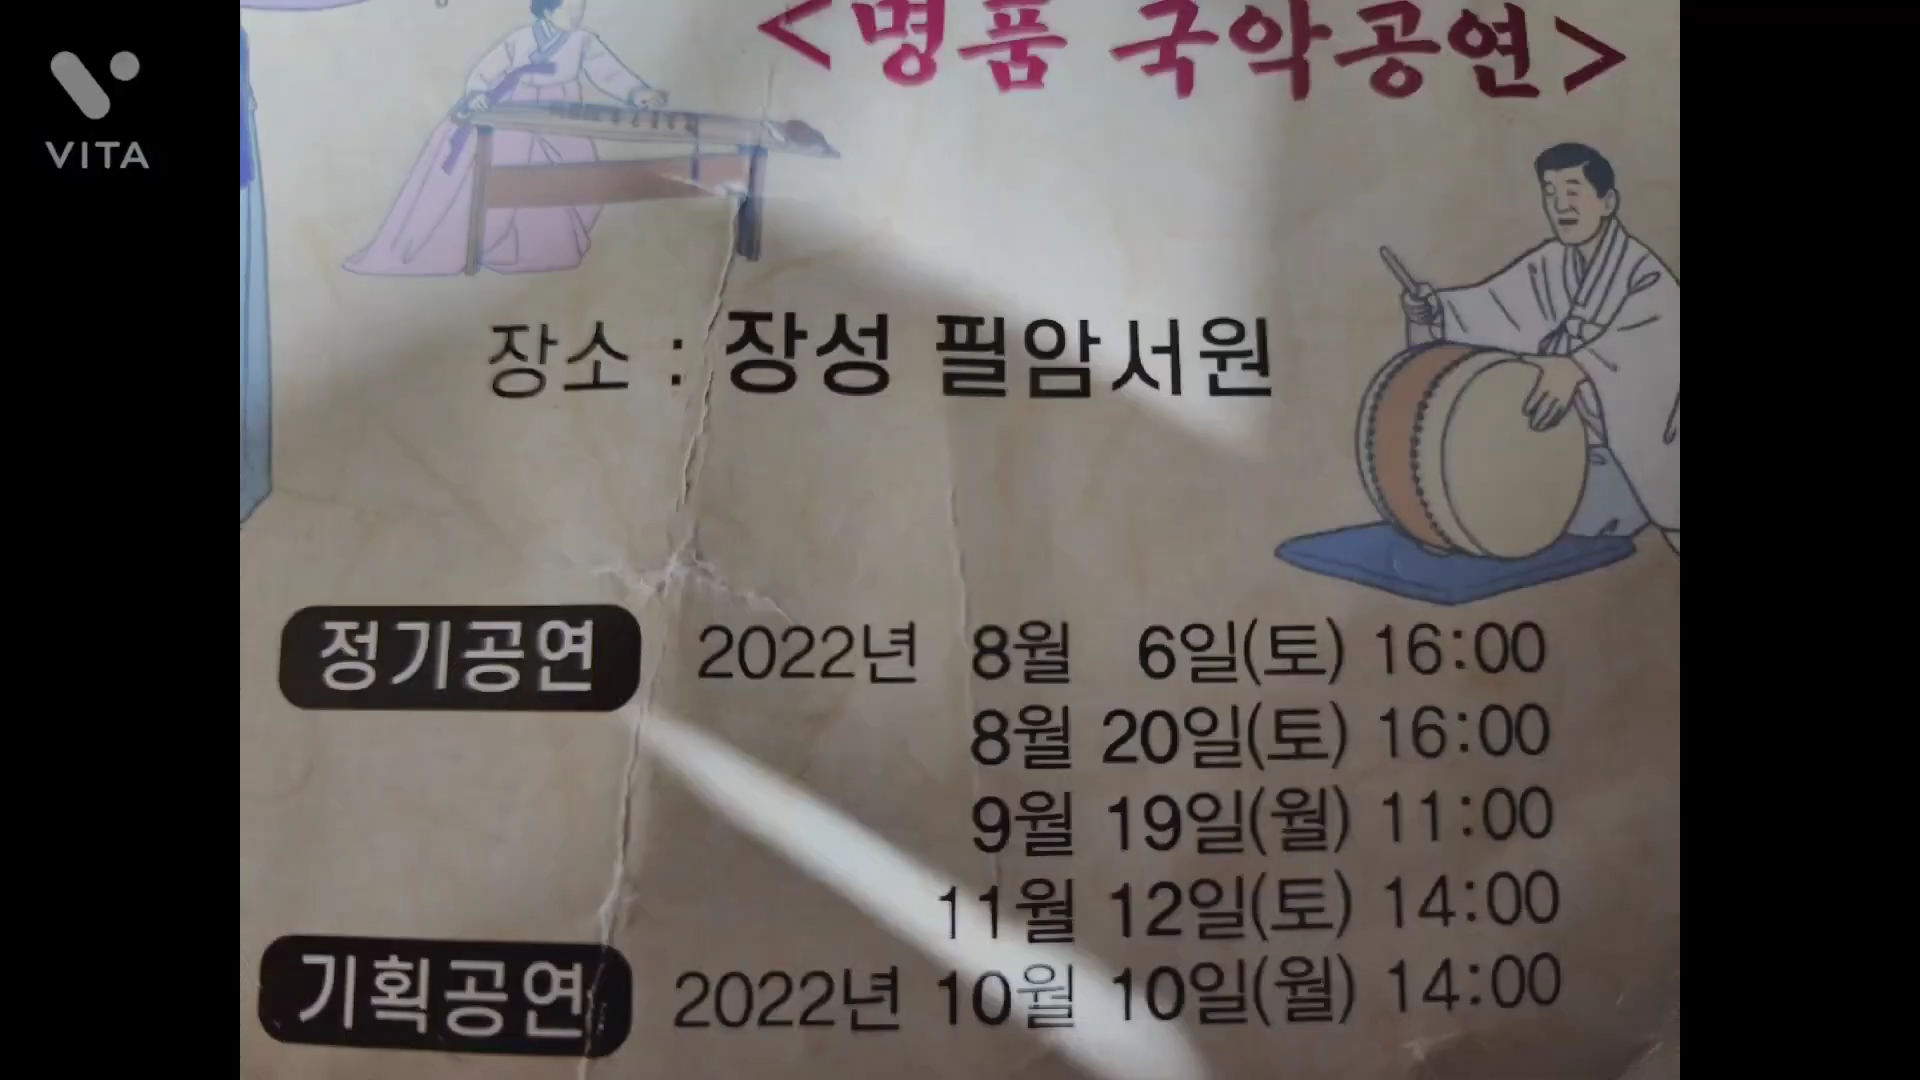 VITA
<명품 국악공연>
장소 : 장성 필암서원
정기공연 2022년 8월 6일(토) 16:00
8월 20일(토) 16:00
9월 19일(월) 11:00
11월 12일(토) 14:00
기획공연 2022년 10월 10일(월) 14:00